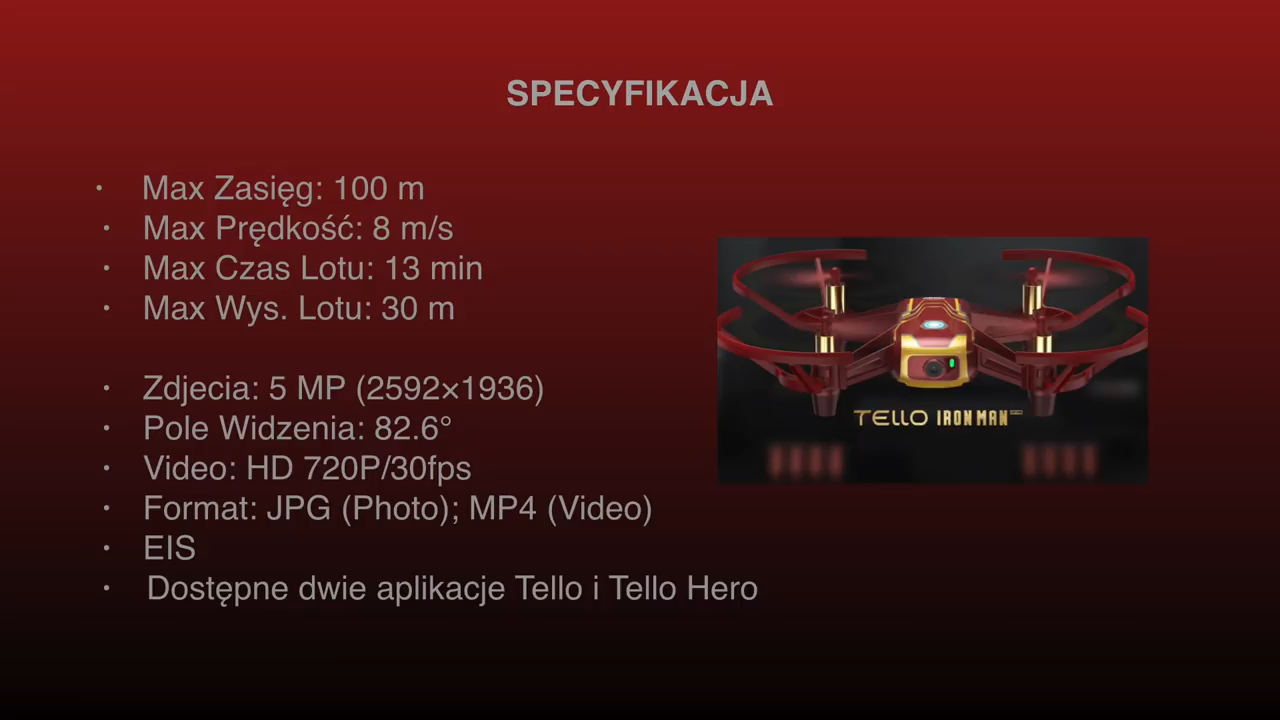 SPECYFIKACJA
• Max Zasięg: 100 m
• Max Prędkość: 8 m/s
• Max Czas Lotu: 13 min
• Max Wys. Lotu: 30 m
• Zdjecia: 5 MP (2592×1936)
• Pole Widzenia: 82.6°
• Video: HD 720P/30fps
• Format: JPG (Photo); MP4 (Video)
• EIS
• Dostępne dwie aplikacje Tello i Tello Hero
TELLO IRON MAN